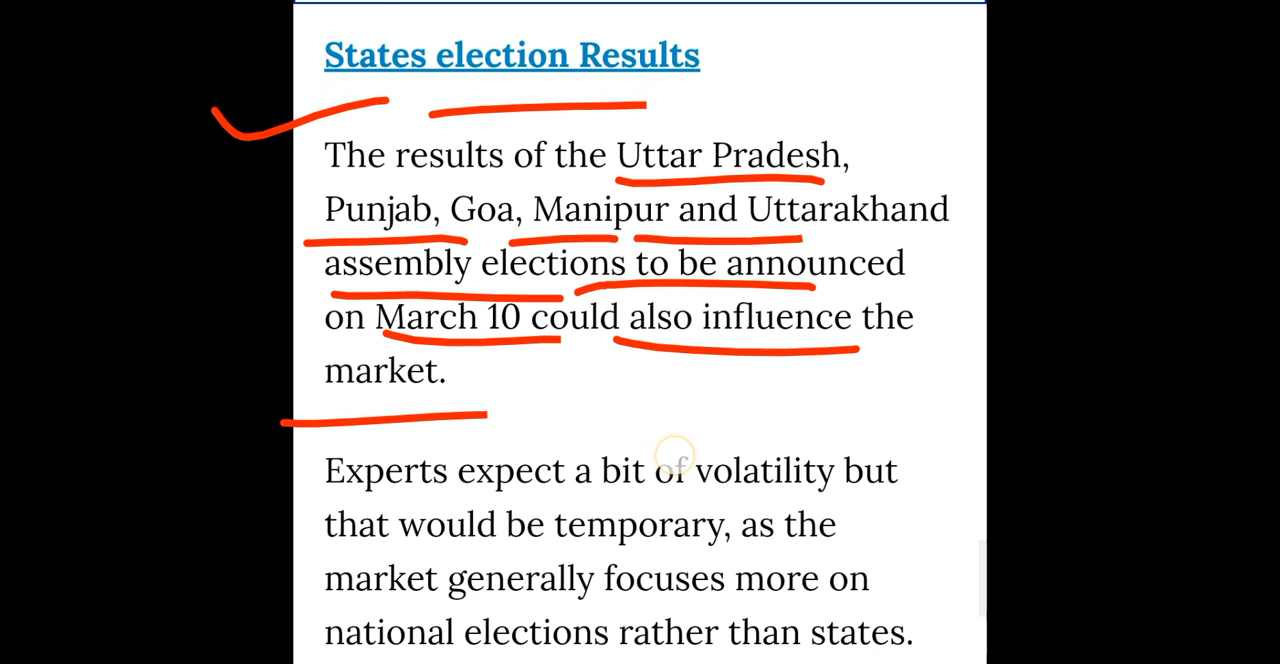 States election Results
The results of the Uttar Pradesh,
Punjab, Goa, Manipur and Uttarakhand
assembly elections to be announced
on March 10 could also influence the
market.
Experts expect a bit of volatility but
that would be temporary, as the
market generally focuses more on
national elections rather than states.